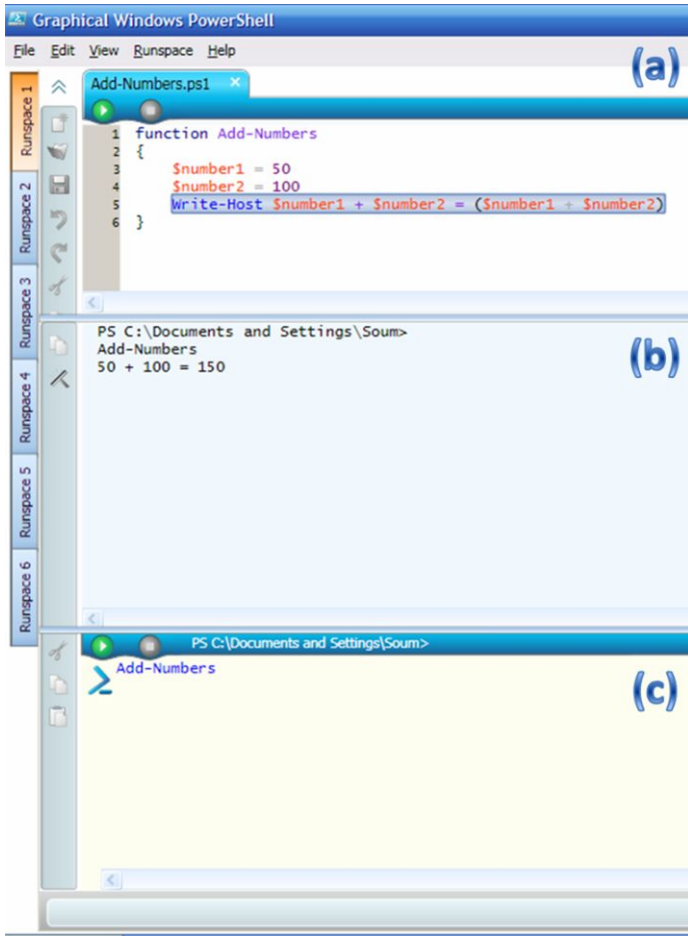 Graphical Windows PowerShell
File Edit View Runspace Help
(a)
Runspace 1
Runspace 2
Runspace 3
Runspace 4
Runspace 5
Runspace 6
Add-Numbers.ps1 ×
1 function Add-Numbers
2 {
3 $number1 = 50
4 $number2 = 100
5 Write-Host $number1 + $number2 = ($number1 + $number2)
6 }
PS C:\Documents and Settings\Soum>
Add-Numbers
50 + 100 = 150
(b)
PS C:\Documents and Settings\Soum>
Add-Numbers
(c)